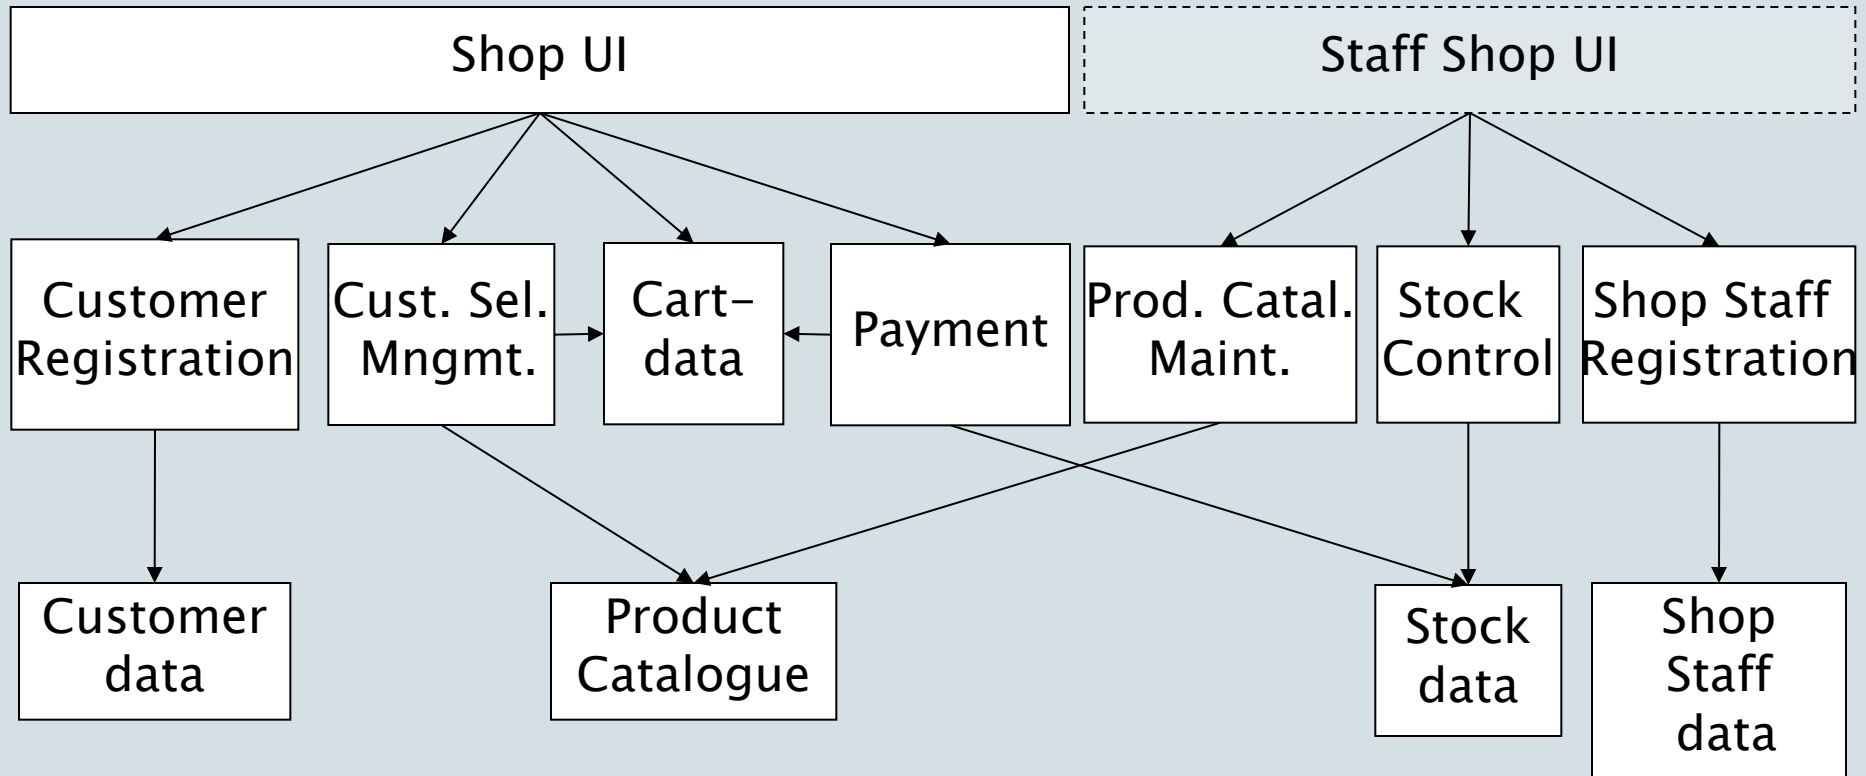 Shop UI
Staff Shop UI
Customer
Registration
Cust. Sel.
Mngmt.
Cart-
data
Payment
Prod. Catal.
Maint.
Stock
Control
Shop Staff
Registration
Customer
data
Product
Catalogue
Stock
data
Shop
Staff
data